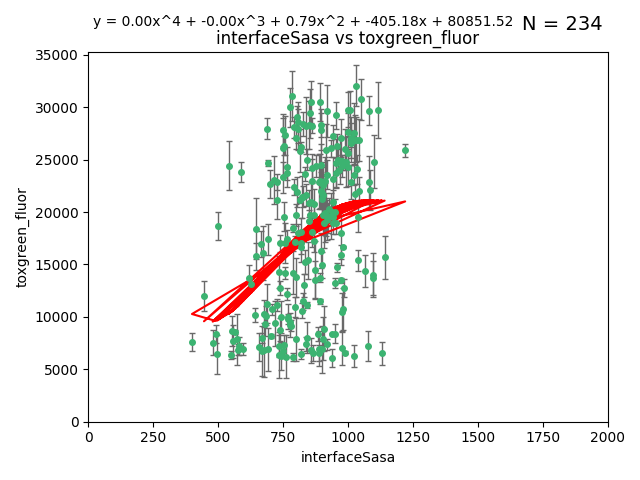 y = 0.00x^4 + -0.00x^3 + 0.79x^2 + -405.18x + 80851.52 N = 234
interfaceSasa vs toxgreen_fluor
35000
30000
25000
20000
15000
10000
5000
0
toxgreen_fluor
0 250 500 750 1000 1250 1500 1750 2000
interfaceSasa